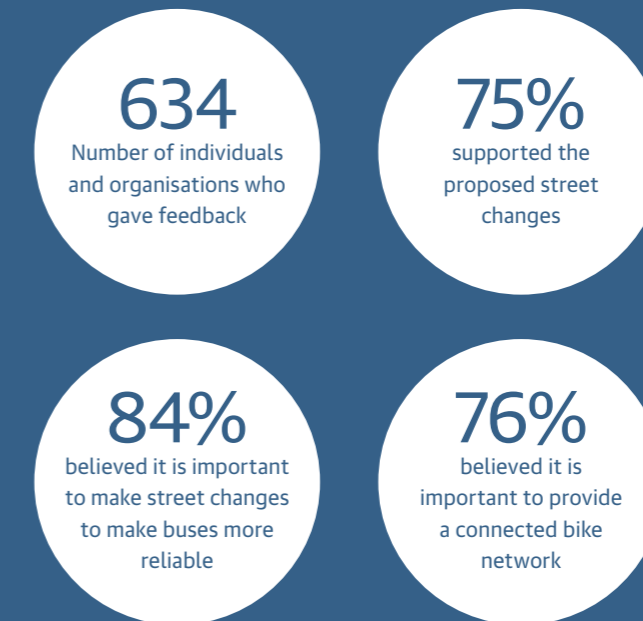 634
Number of individuals
and organisations who
gave feedback
75%
supported the
proposed street
changes
84%
believed it is important
to make street changes
to make buses more
reliable
76%
believed it is
important to provide
a connected bike
network